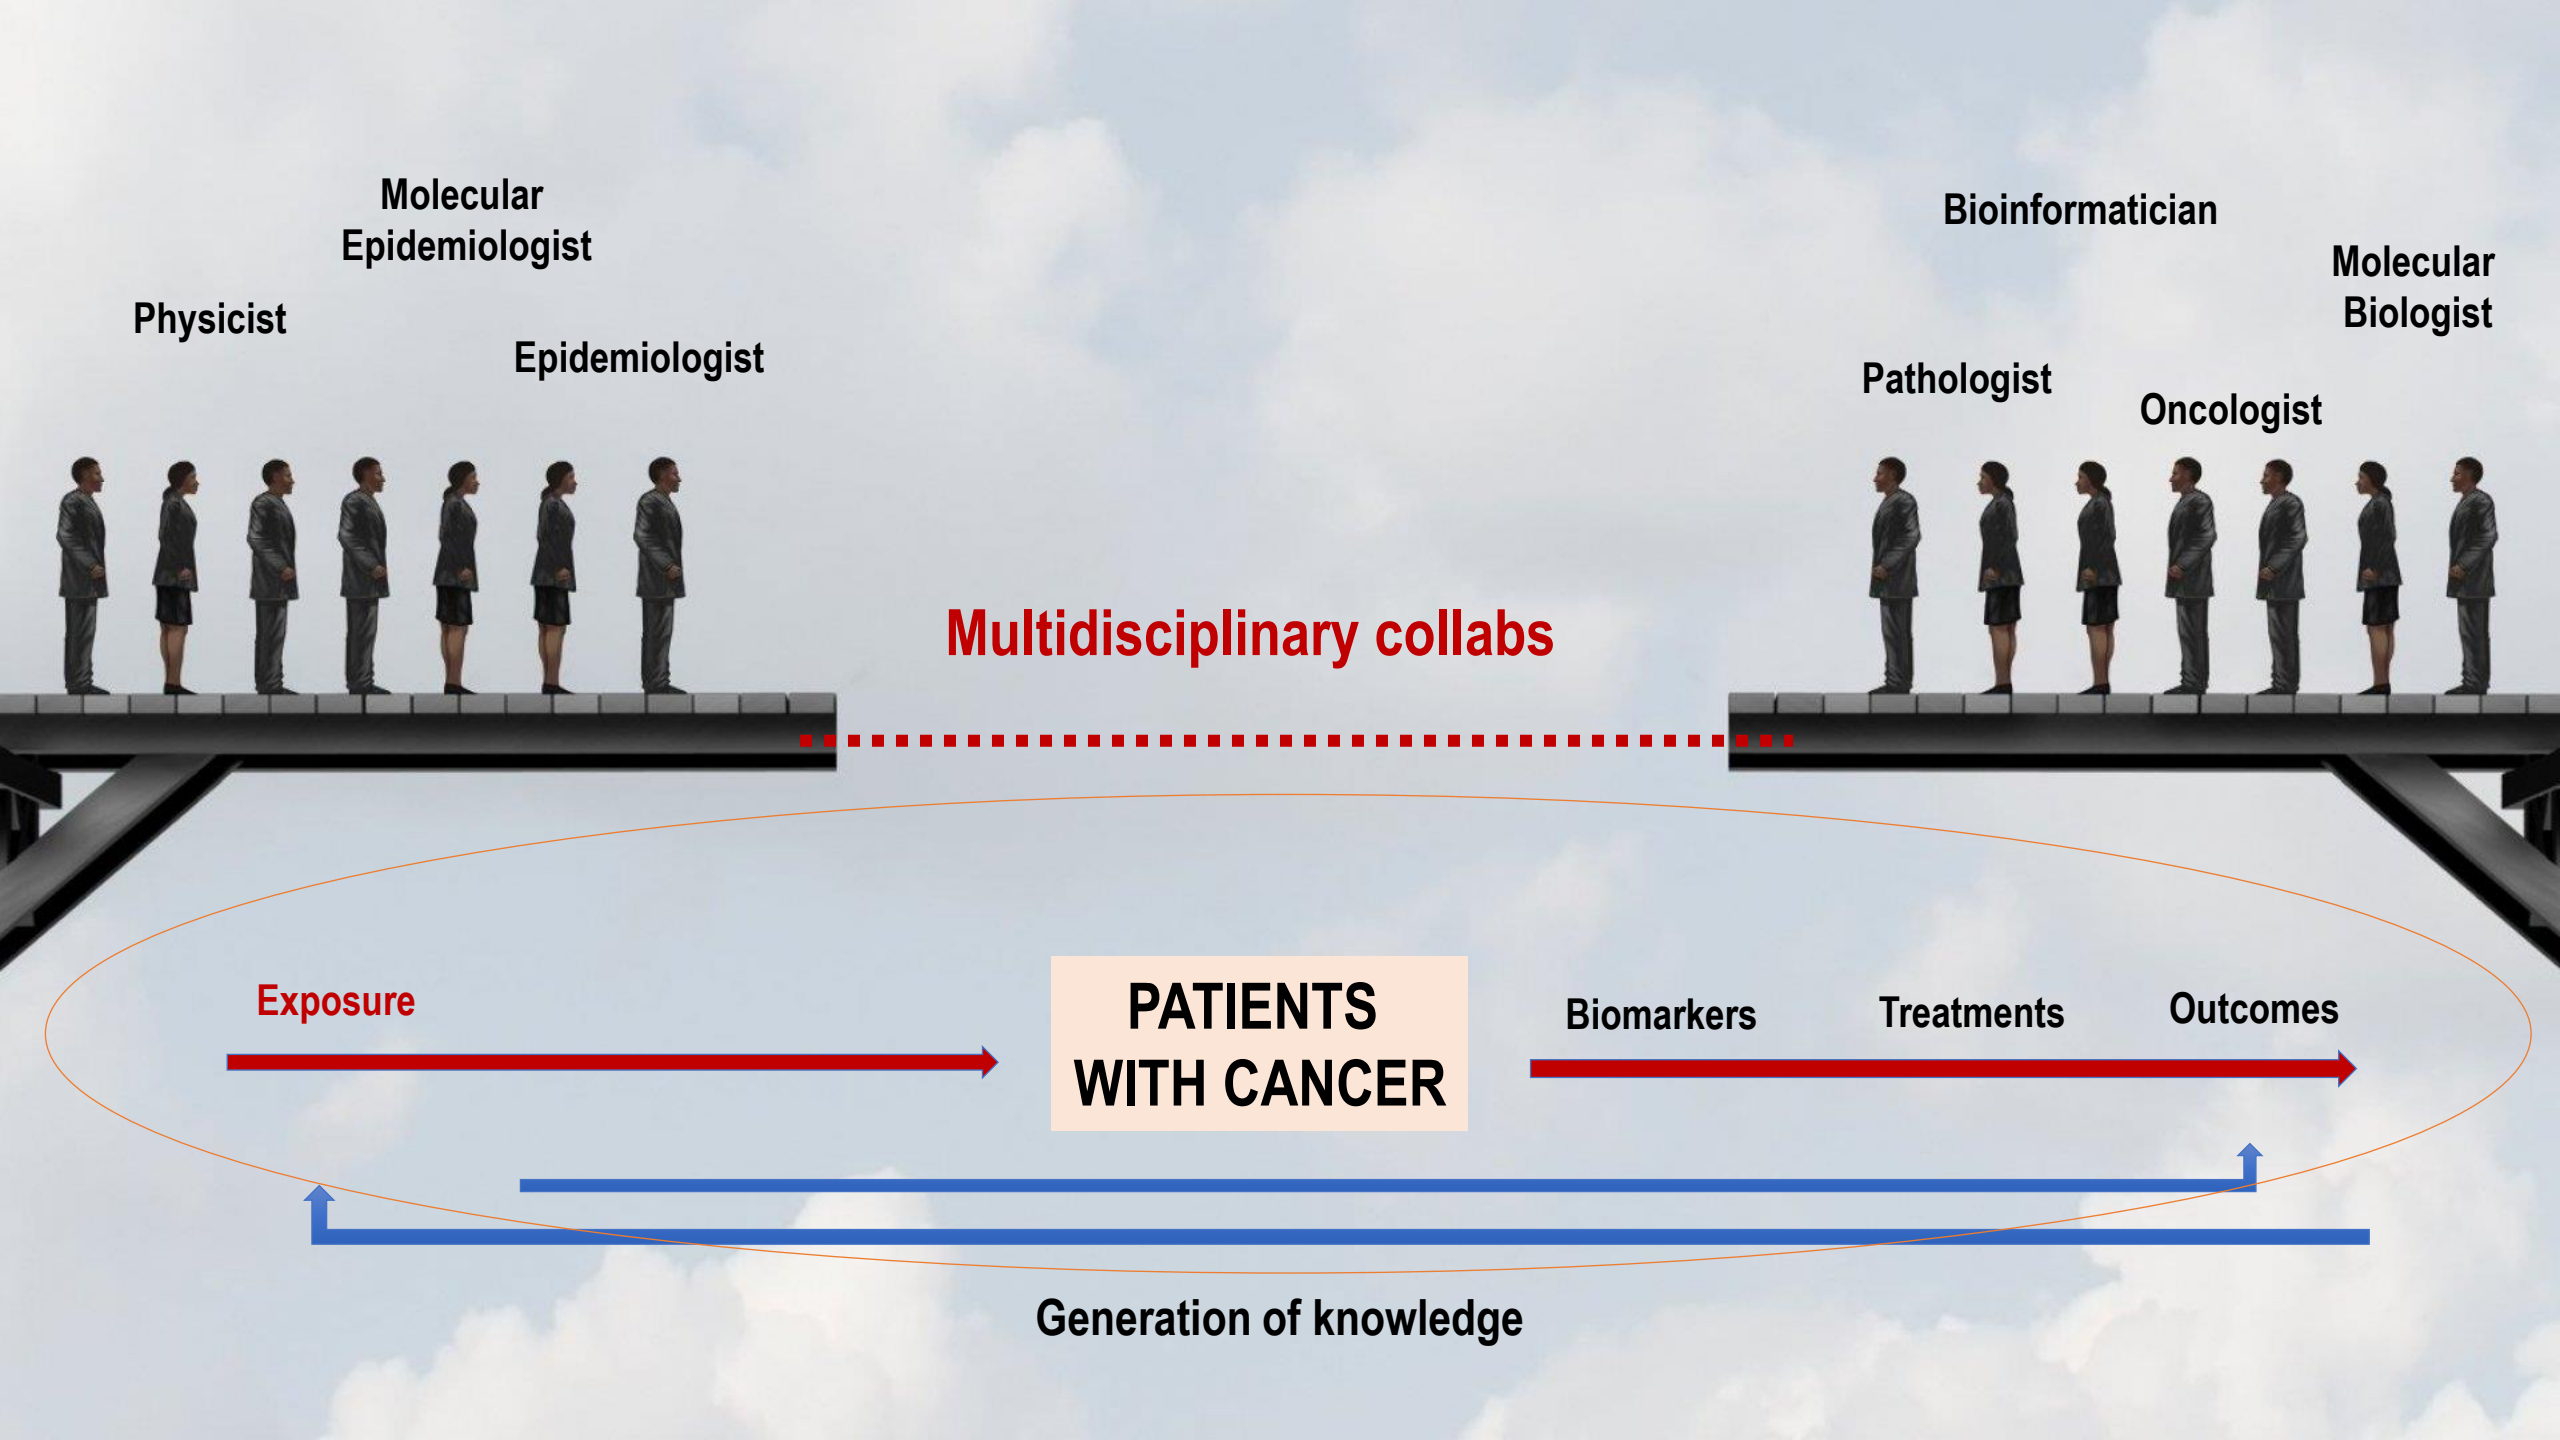 Molecular
Epidemiologist
Physicist
Epidemiologist
Bioinformatician
Molecular
Biologist
Pathologist
Oncologist
Multidisciplinary collabs
Exposure
PATIENTS
WITH CANCER
Biomarkers
Treatments
Outcomes
Generation of knowledge